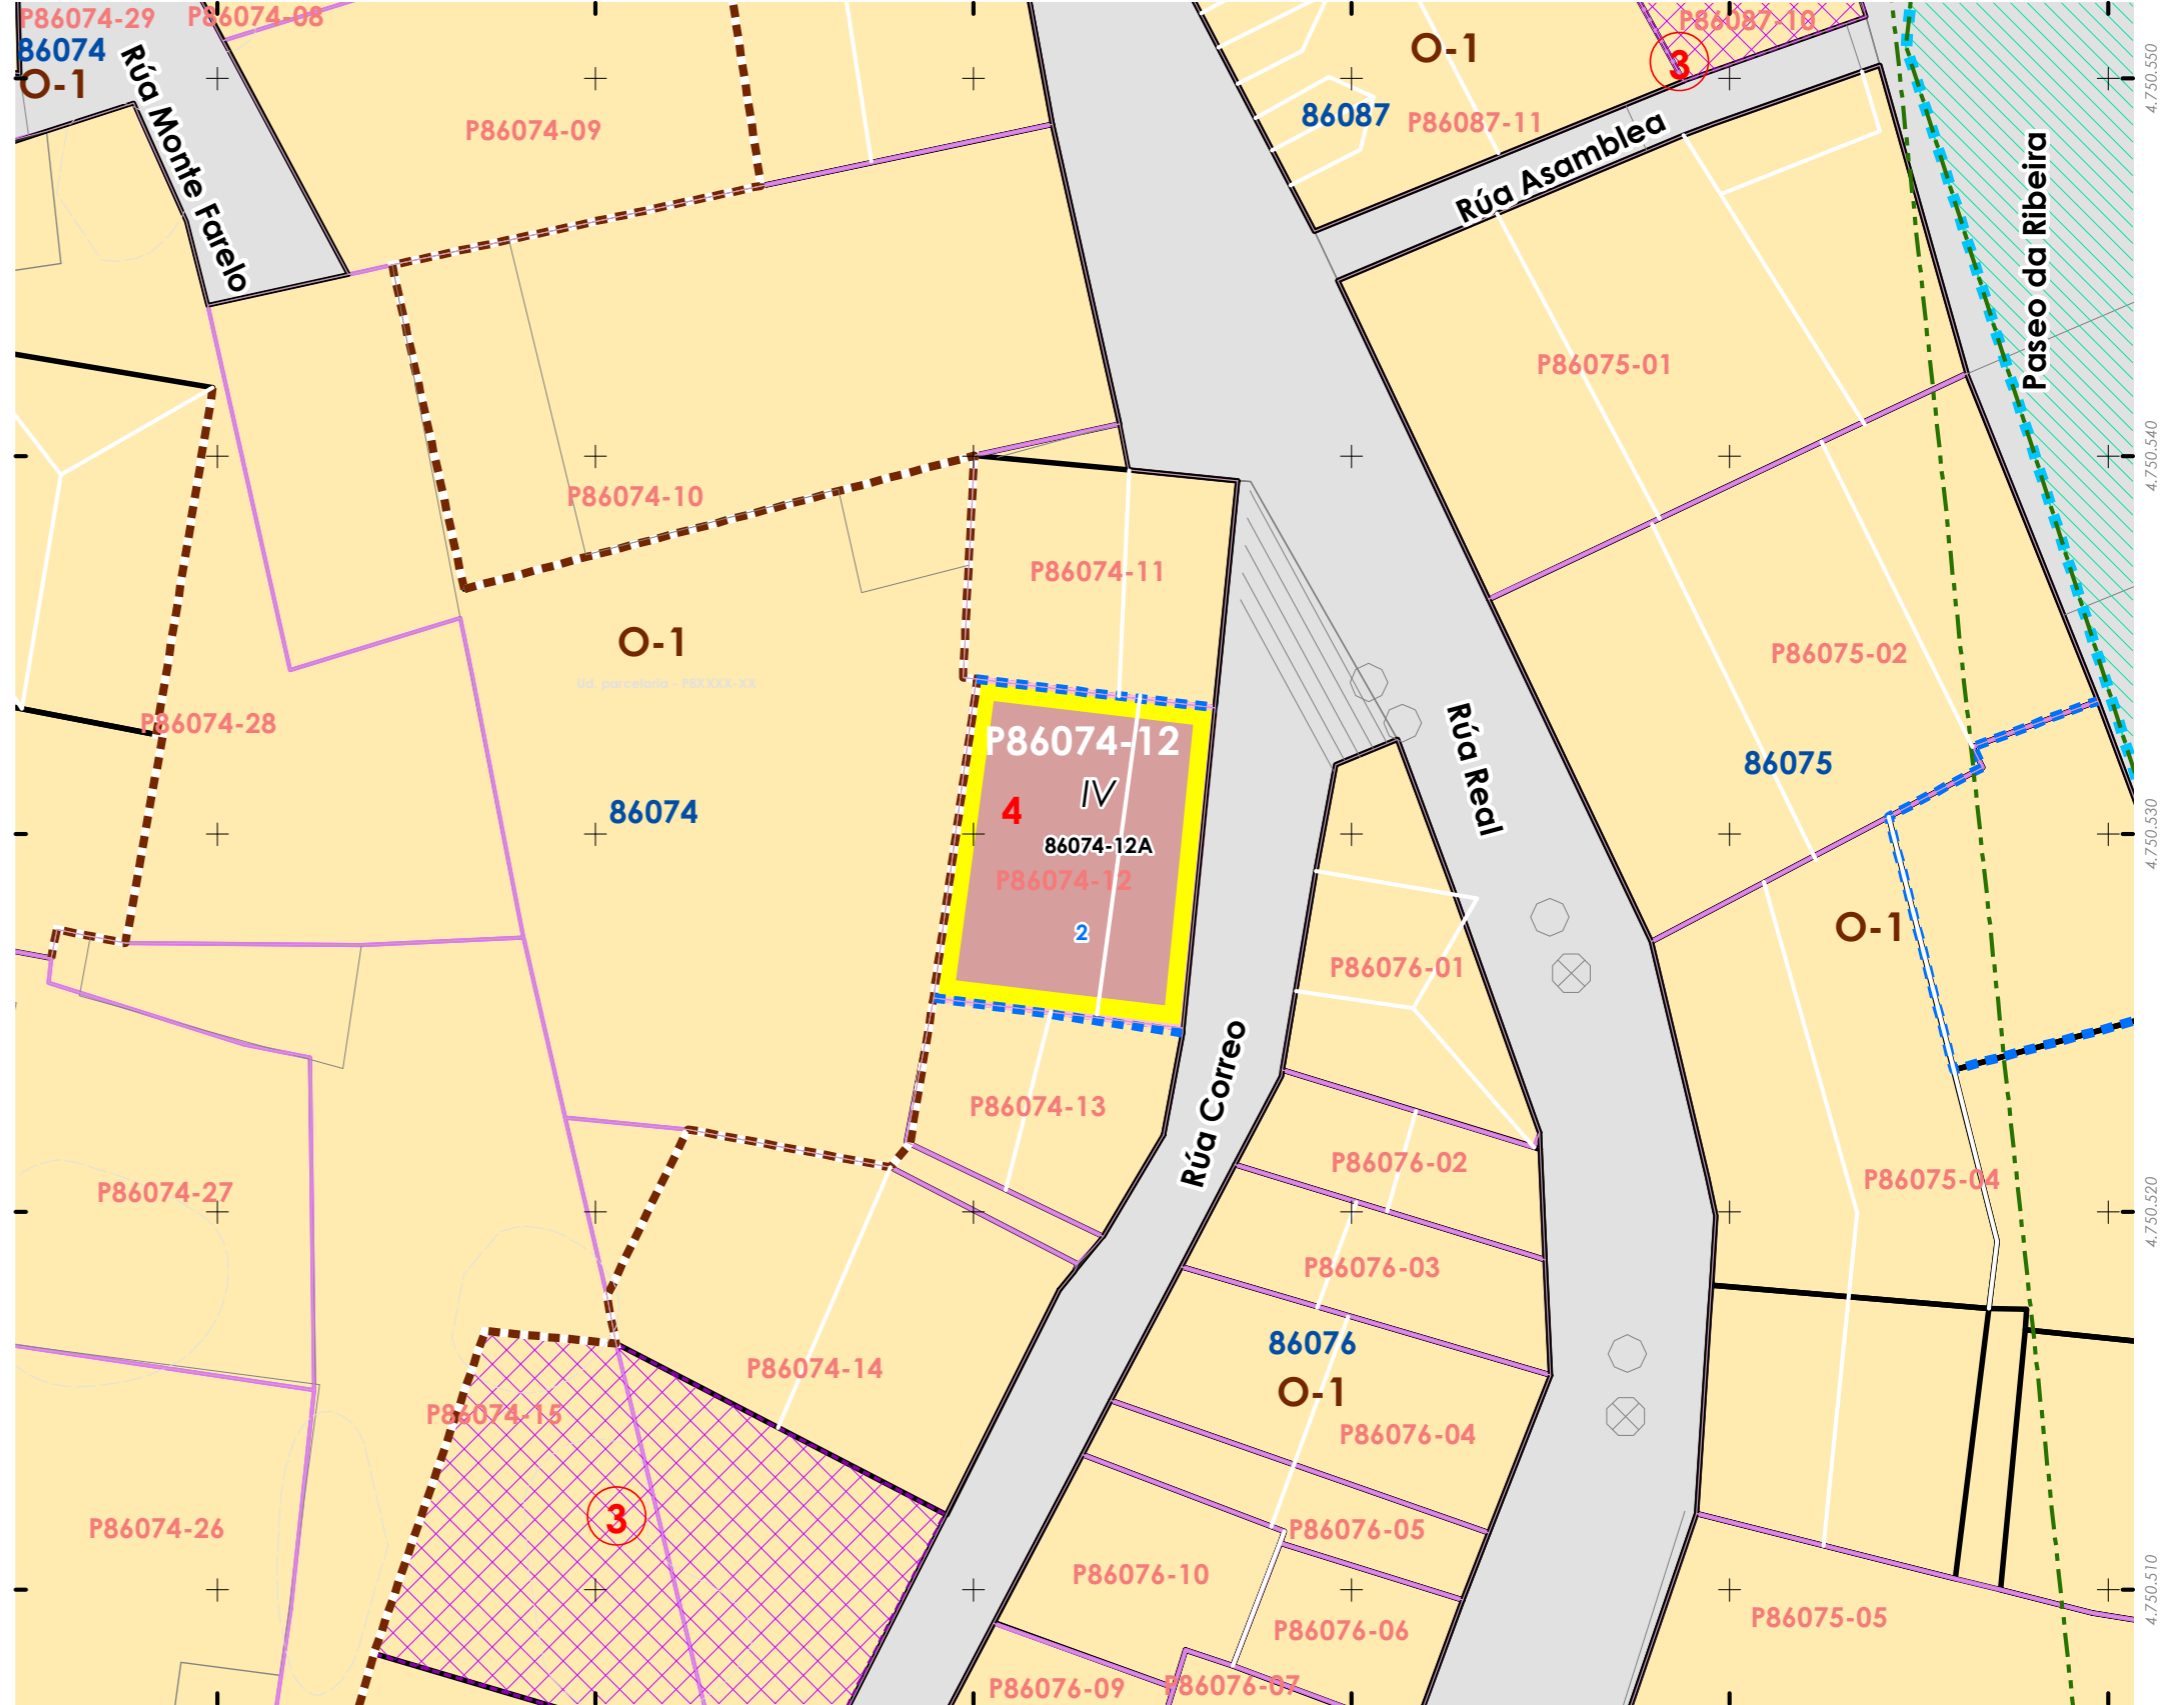 P86074-29
P86074-08
P86087-10
86074
O-1
Rúa Monte Farelo
O-1
3
4.750.550
86087
P86087-11
P86074-09
Rúa Asamblea
Paseo da Ribeira
P86075-01
4.750.540
P86074-10
P86074-11
O-1
Ud. parcelaria - P8XXXX-XX
P86075-02
P86074-28
P86074-12
Rúa Real
86075
IV
4
86074
4.750.530
86074-12A
P86074-12
2
O-1
P86076-01
P86074-13
Rúa Correo
P86076-02
P86075-04
P86074-27
4.750.520
P86076-03
86076
P86074-14
O-1
P86074-15
P86076-04
3
P86074-26
P86076-05
P86076-10
4.750.510
P86075-05
P86076-06
P86076-09
P86076-07